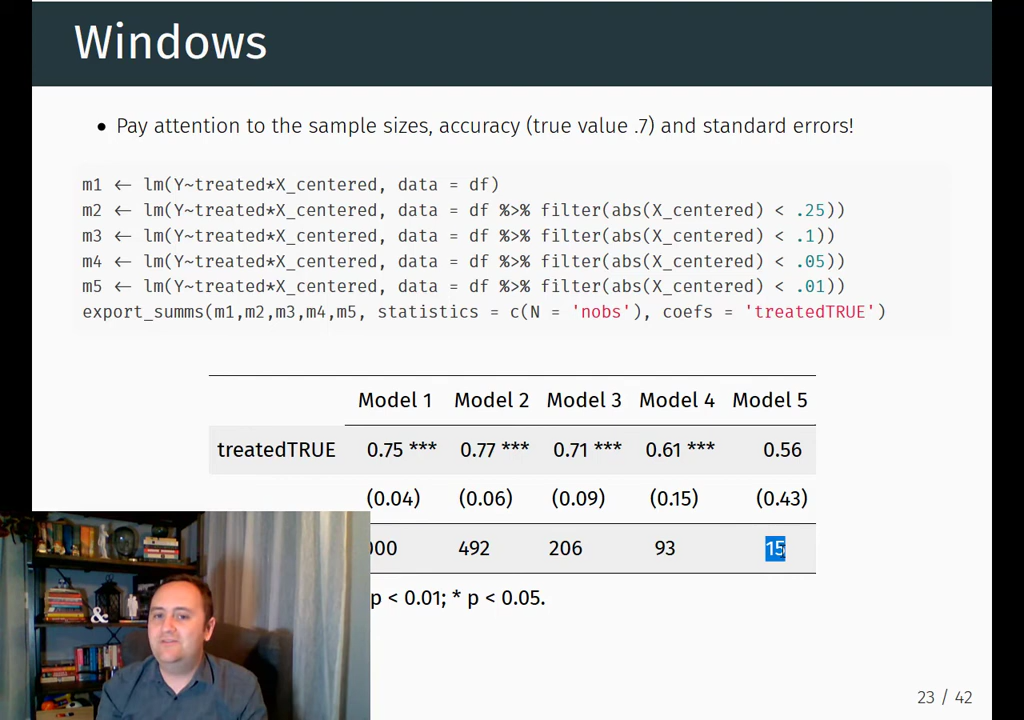 Windows
• Pay attention to the sample sizes, accuracy (true value .7) and standard errors!
m1 ← lm(Y~treated*X_centered, data = df)
m2 ← lm(Y~treated*X_centered, data = df %>% filter(abs(X_centered) < .25))
m3 ← lm(Y~treated*X_centered, data = df %>% filter(abs(X_centered) < .1))
m4 ← lm(Y~treated*X_centered, data = df %>% filter(abs(X_centered) < .05))
m5 ← lm(Y~treated*X_centered, data = df %>% filter(abs(X_centered) < .01))
export_summs(m1,m2,m3,m4,m5, statistics = c(N = 'nobs'), coefs = 'treatedTRUE')
Model 1 Model 2 Model 3 Model 4 Model 5
treatedTRUE 0.75 *** 0.77 *** 0.71 *** 0.61 *** 0.56
(0.04) (0.06) (0.09) (0.15) (0.43)
00 492 206 93 15
p < 0.01; * p < 0.05.
&
23 / 42